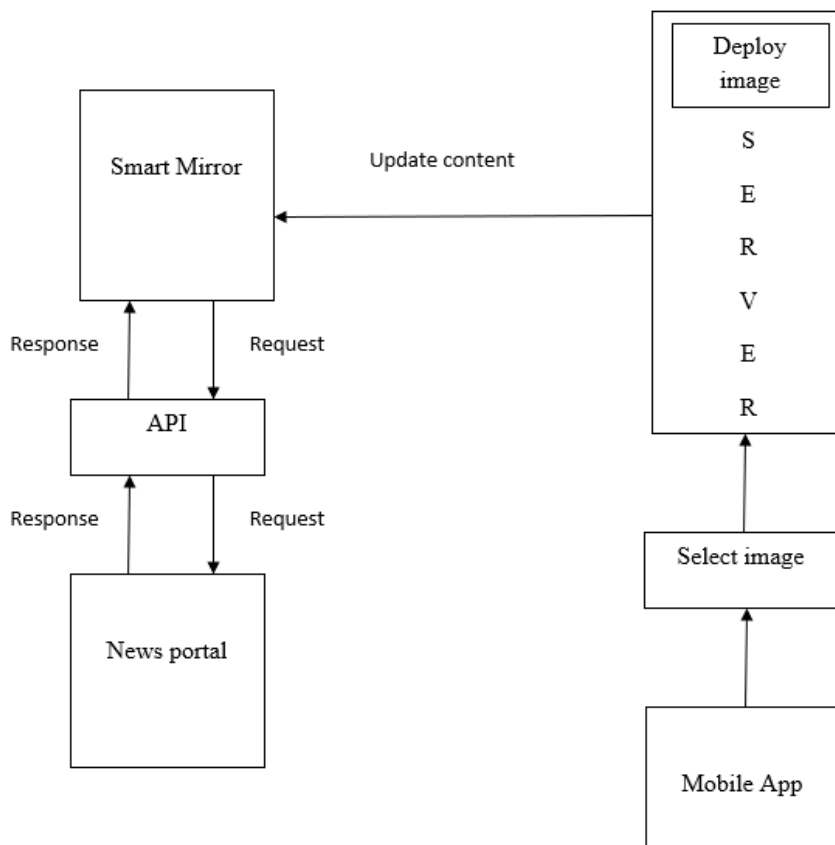 Deploy
image
Smart Mirror
Update content
S
E
R
V
E
R
Response
Request
API
Response
Request
Select image
News portal
Mobile App